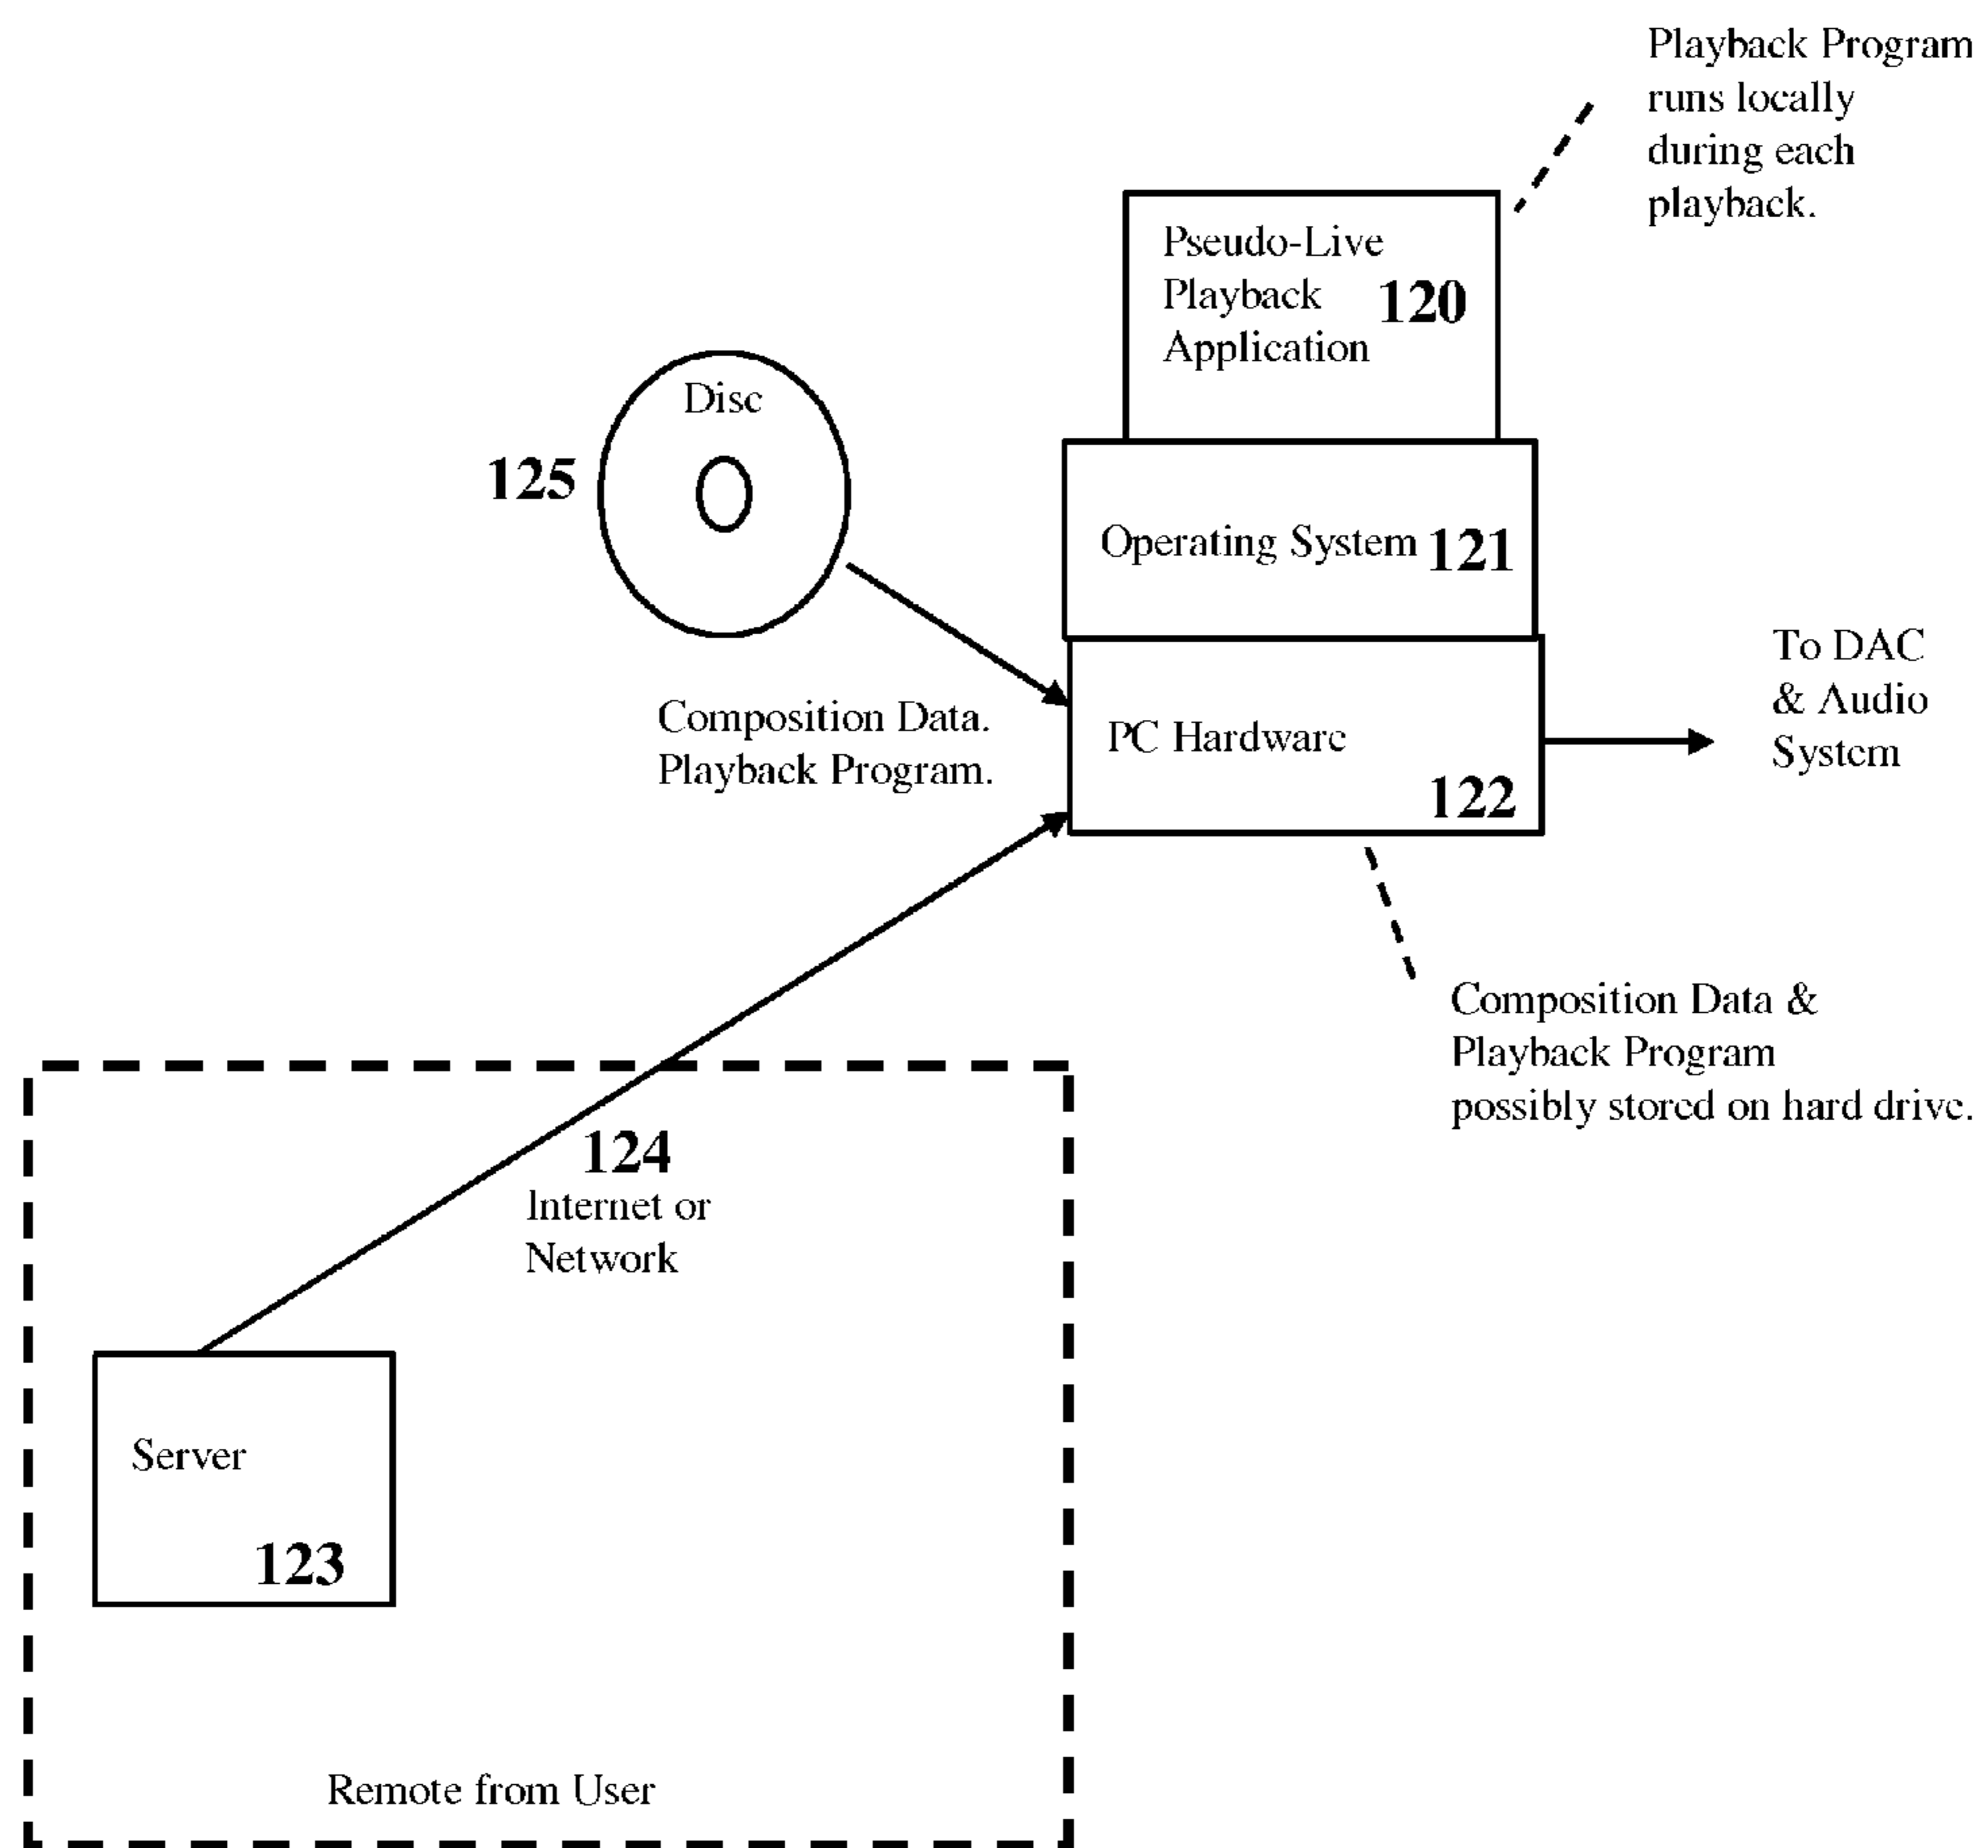 Playback Program
runs locally
during each
playback.
Pseudo-Live
Playback 120
Application
Disc
125
Operating System 121
To DAC
& Audio
System
Composition Data.
Playback Program.
PC Hardware
122
Composition Data &
Playback Program
possibly stored on hard drive.
124
Internet or
Network
Server
123
Remote from User